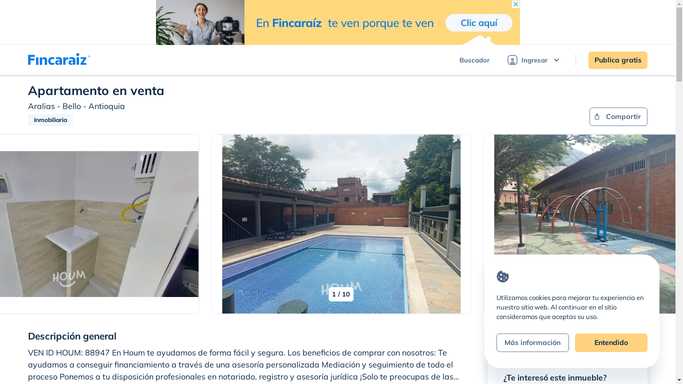 En Fincaraíz te ven porque te ven
Clic aquí
Fincaraíz
Buscador
Ingresar
Publica gratis
Apartamento en venta
Aralias - Bello - Antioquia
Inmobiliaria
Compartir
HOUM
HOUM
1 / 10
Utilizamos cookies para mejorar tu experiencia en
nuestro sitio web. Al continuar en el sitio
consideramos que aceptas su uso.
Más información
Entendido
Descripción general
VEN ID HOUM: 88947 En Houm te ayudamos de forma fácil y segura. Los beneficios de comprar con nosotros: Te
ayudamos a conseguir financiamiento a través de una asesoría personalizada Mediación y seguimiento de todo el
proceso Ponemos a tu disposición profesionales en notariado, registro y asesoría jurídica ¡Solo te preocupas de las...
¿Te interesó este inmueble?